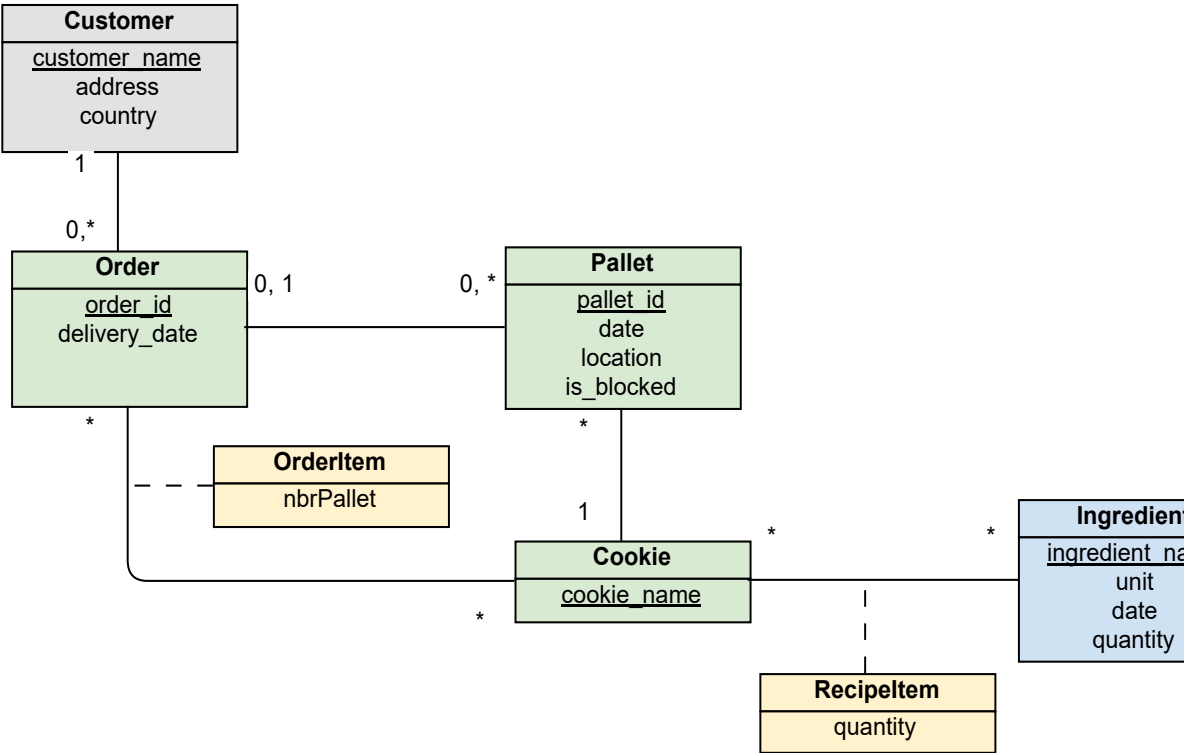 Customer
customer_name
address
country
1
0,*
Order
order_id
delivery_date
0, 1
0, *
Pallet
pallet_id
date
location
is_blocked
*
*
OrderItem
nbrPallet
1
Cookie
cookie_name
*
*
*
Ingredient
unit
date
quantity
RecipeItem
quantity